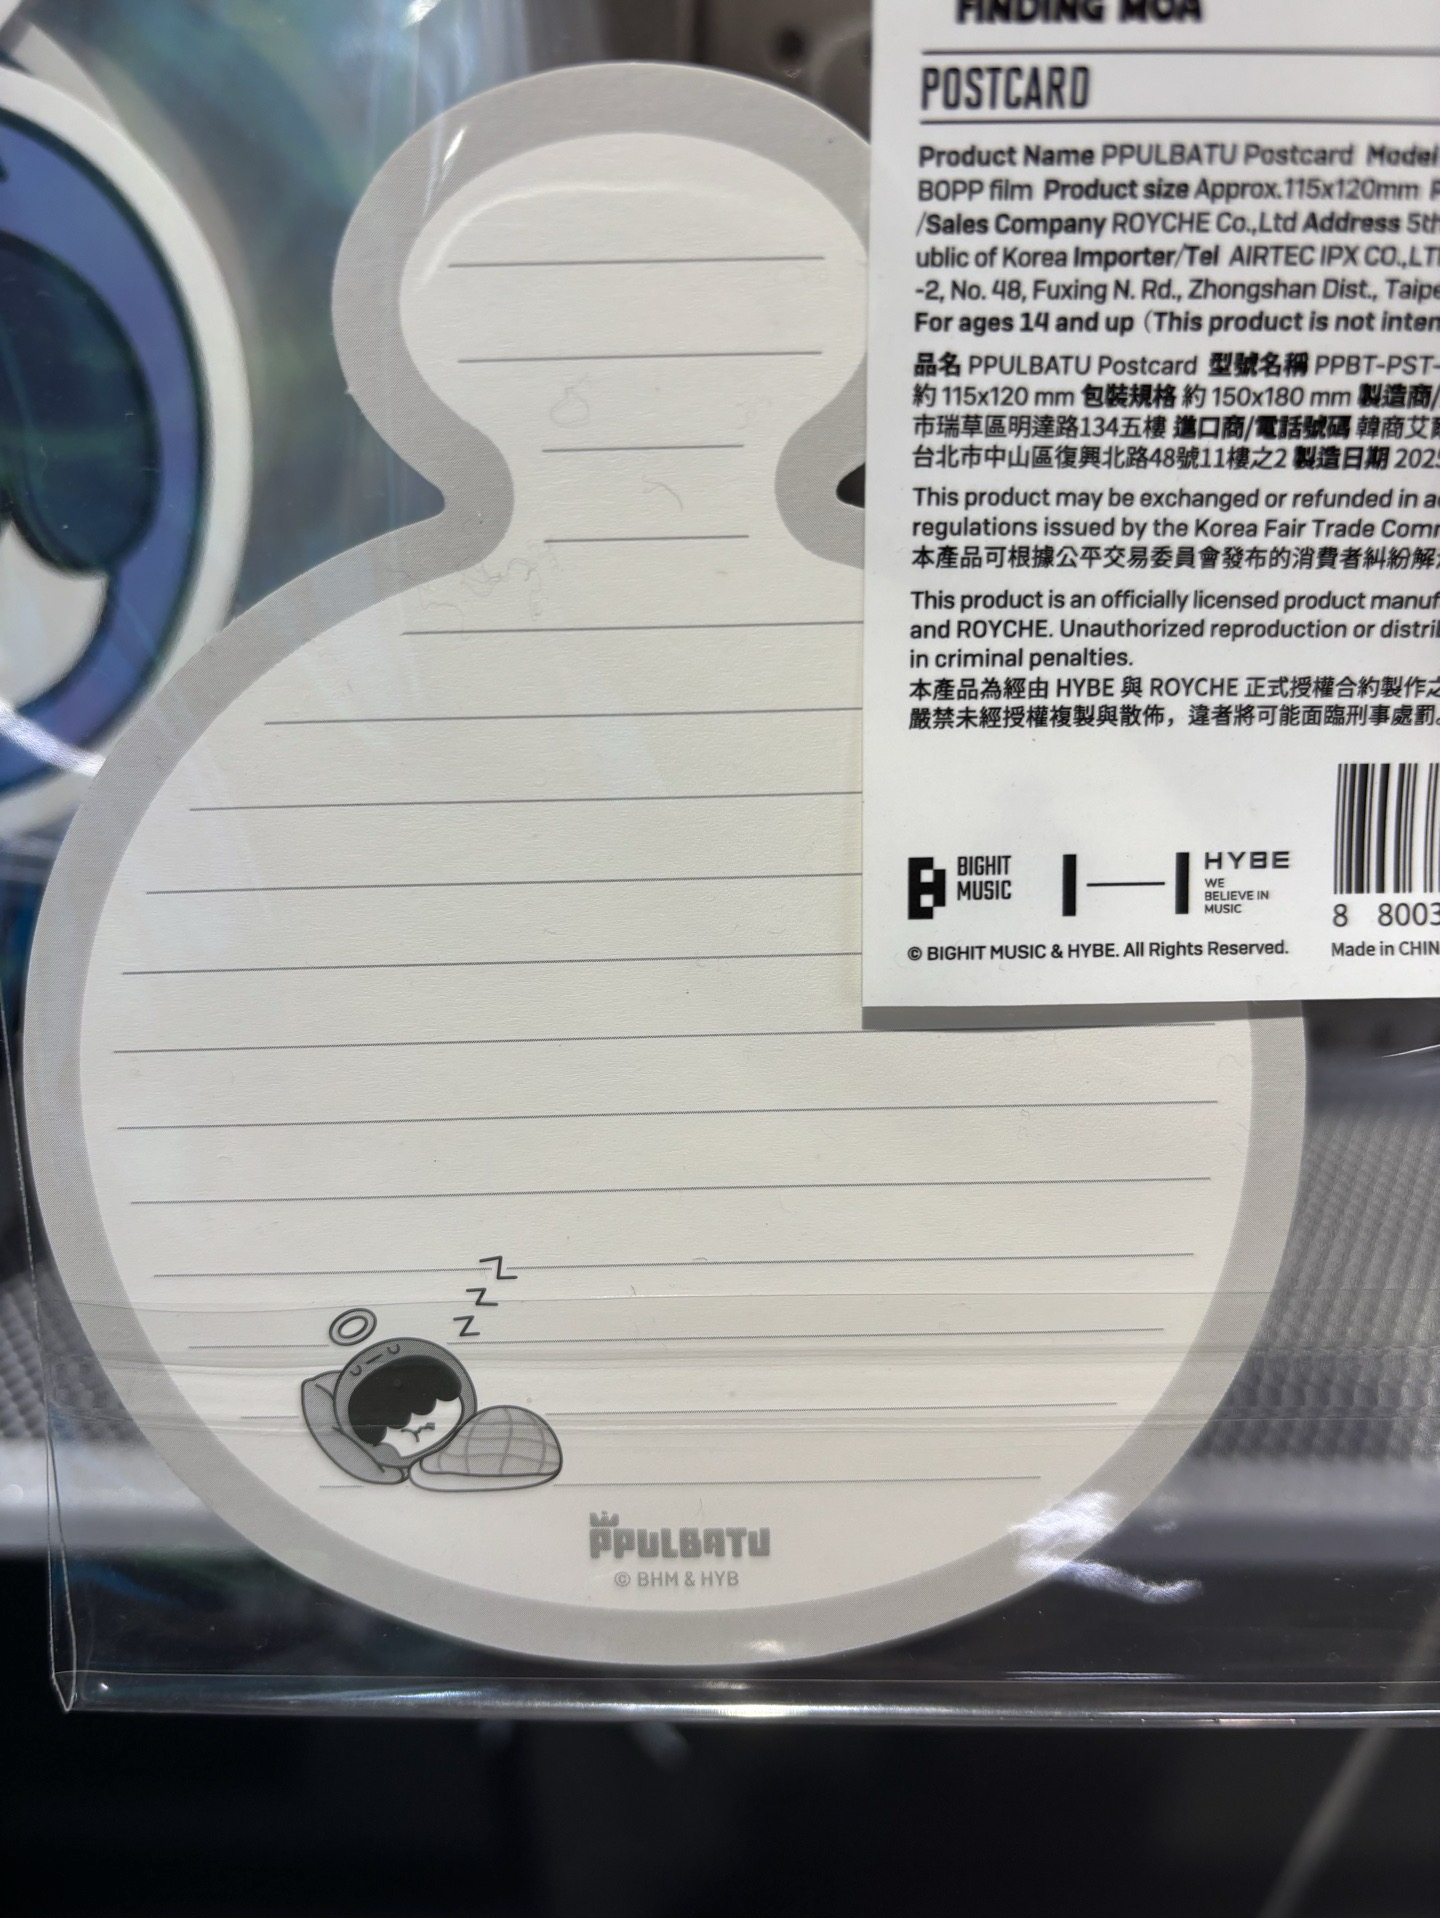 FINDING MOA
POSTCARD
Product Name PPULBATU Postcard Model
BOPP film Product size Approx.115x120mm
/Sales Company ROYCHE Co.,Ltd Address 5th
ublic of Korea Importer/Tel AIRTEC IPX CO.,LT
-2, No. 48, Fuxing N. Rd., Zhongshan Dist., Taipe
For ages 14 and up (This product is not inten
品名 PPULBATU Postcard 型號名稱 PPBT-PST-
約 115x120 mm 包裝規格 約 150x180 mm 製造商/
市瑞草區明達路134五樓 進口商/電話號碼 韓商艾
台北市中山區復興北路48號11樓之2 製造日期 202
This product may be exchanged or refunded in a
regulations issued by the Korea Fair Trade Com
本產品可根據公平交易委員會發布的消費者糾紛解
This product is an officially licensed product manuf
and ROYCHE. Unauthorized reproduction or distri
in criminal penalties.
本產品為經由 HYBE 與 ROYCHE 正式授權合約製作之
嚴禁未經授權複製與散佈，違者將可能面臨刑事處罰。
BIGHIT
MUSIC
HYBE
WE
BELIEVE IN
MUSIC
8 8003
© BIGHIT MUSIC & HYBE. All Rights Reserved.
Made in CHIN
Z
Z
Z
PPULBATU
© BHM & HYB